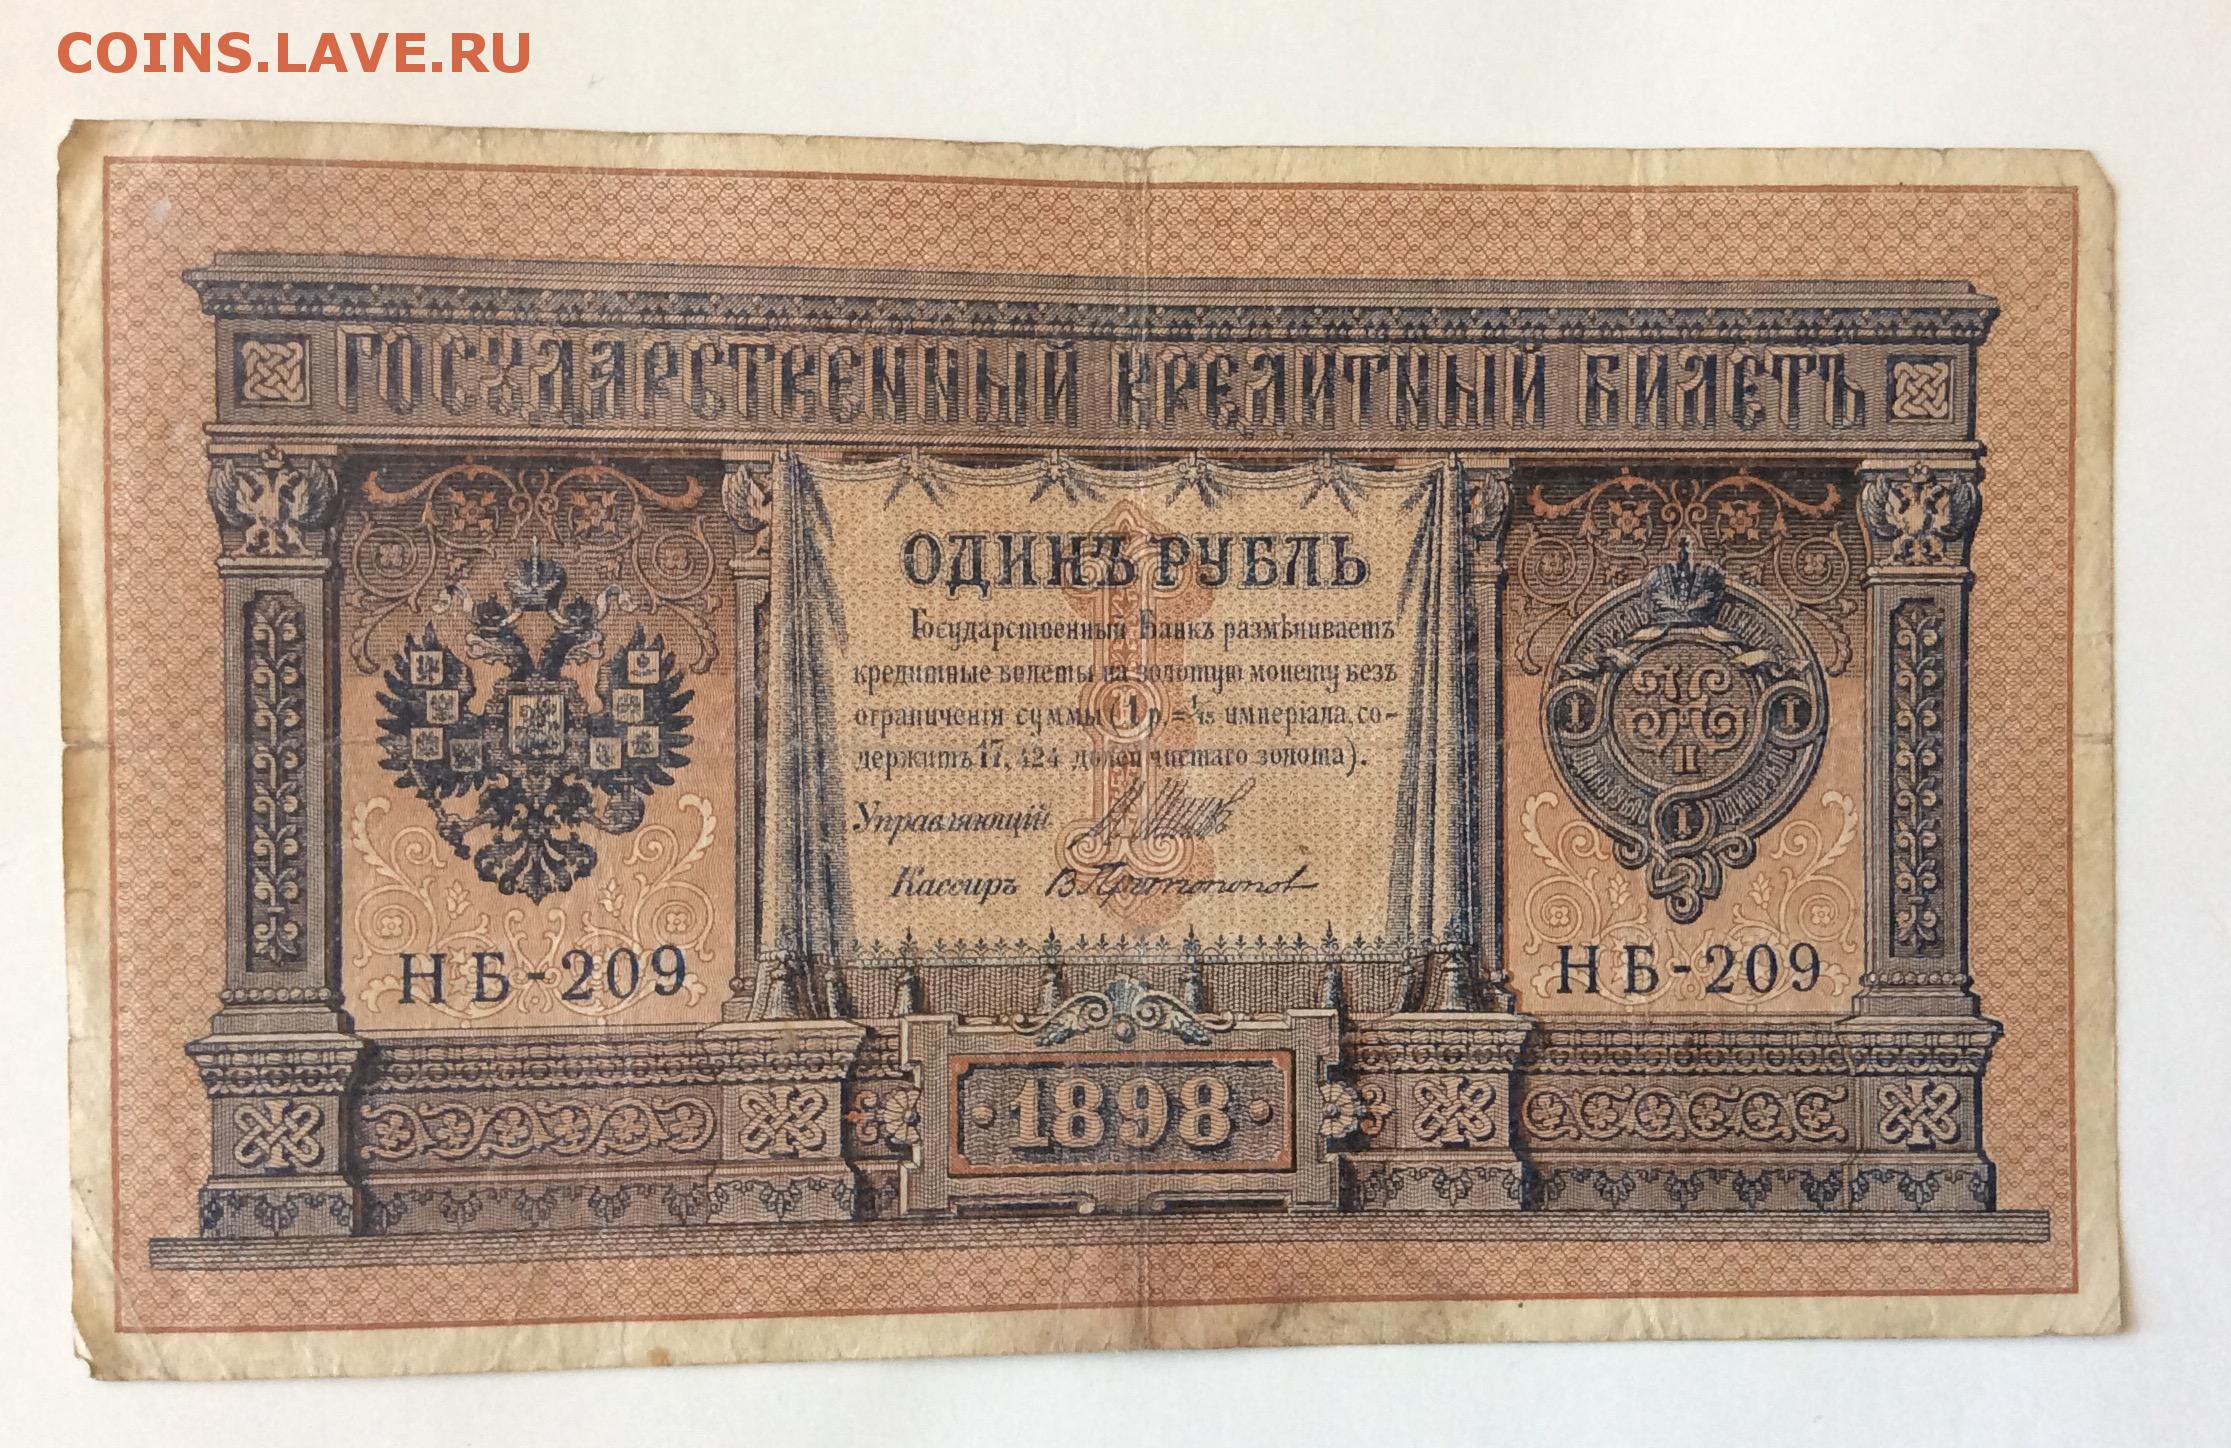 COINS.LAVE.RU
ГОСУДАРСТВЕННЫЙ КРЕДИТНЫЙ БИЛЕТЪ
ОДИНЪ РУБЛЬ
Государственный Банкъ размѣниваетъ
кредитные билеты на золотую монету безъ
ограниченія суммы (1 р. = 1/15 имперіала, со-
держитъ 17,424 долей чистаго золота).
Управляющій
Кассиръ В. Протопопов
НБ-209
НБ-209
1898